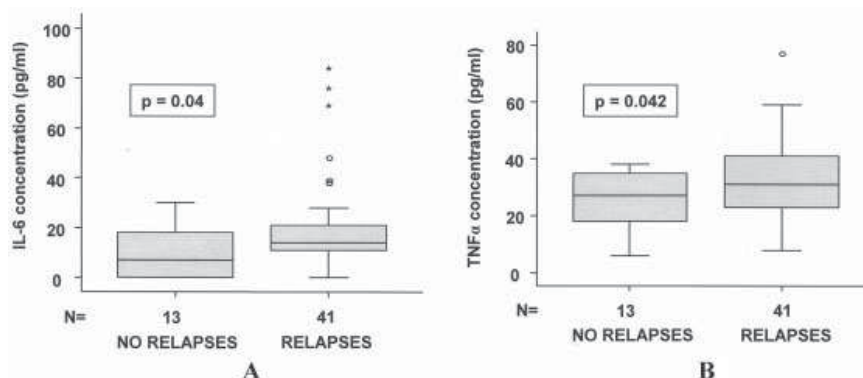 IL-6 concentration (pg/ml)
100
80
60
40
20
0
p = 0.04
N= 13 41
NO RELAPSES RELAPSES
A
TNFα concentration (pg/ml)
80
60
40
20
0
p = 0.042
N= 13 41
NO RELAPSES RELAPSES
B